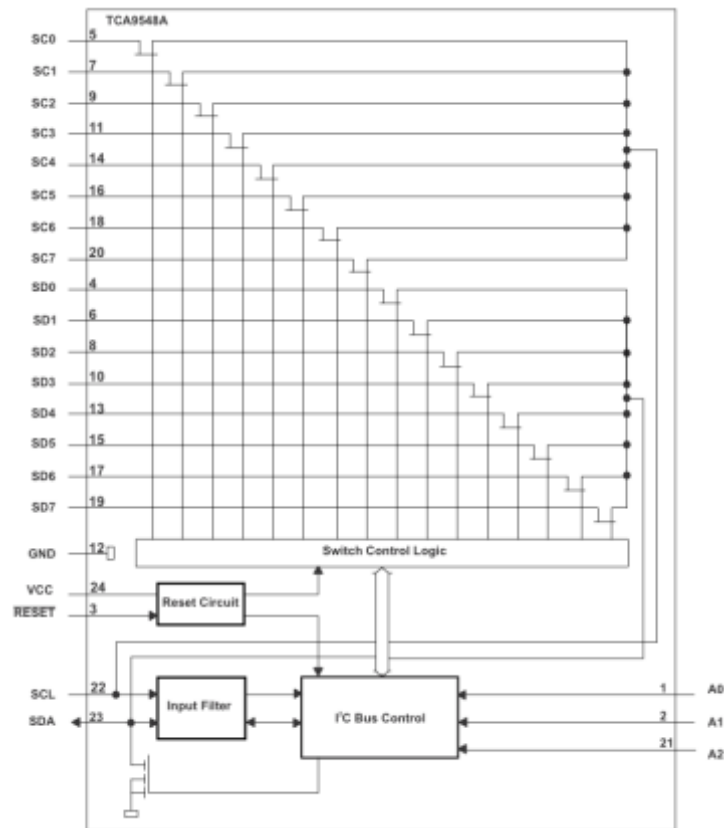 TCA9548A
SC0 5
SC1 7
SC2 9
SC3 11
SC4 14
SC5 16
SC6 18
SC7 20
SD0 4
SD1 6
SD2 8
SD3 10
SD4 13
SD5 15
SD6 17
SD7 19
GND 12
Switch Control Logic
VCC 24
RESET 3
Reset Circuit
SCL 22
SDA 23
Input Filter
I²C Bus Control
1 A0
2 A1
21 A2